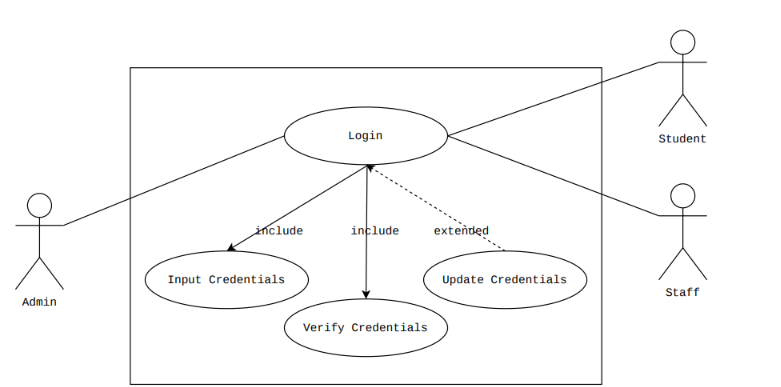 Login
Student
include
include
extended
Input Credentials
Update Credentials
Staff
Admin
Verify Credentials